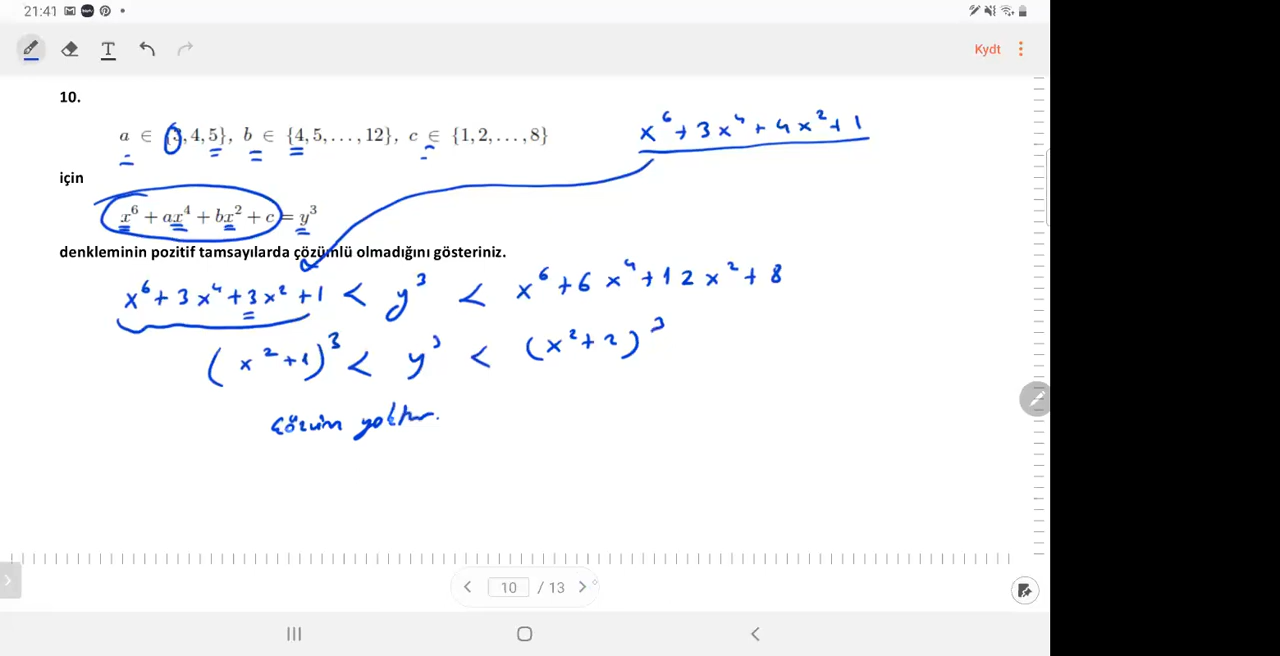 21:41
Kydt
10.
a ∈ {3,4,5}, b ∈ {4,5,...,12}, c ∈ {1,2,...,8}
x⁶+3x⁴+4x²+1
için
x⁶ + ax⁴ + bx² + c = y³
denkleminin pozitif tamsayılarda çözümlü olmadığını gösteriniz.
x⁶+3x⁴+3x²+1 < y³ < x⁶+6x⁴+12x²+8
(x²+1)³ < y³ < (x²+2)³
çözüm yoktur.
10 / 13